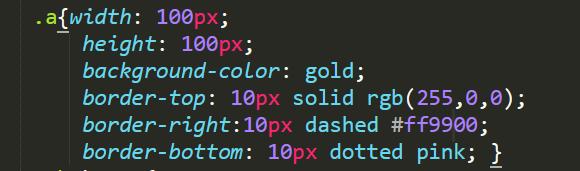 .a{width: 100px;
height: 100px;
background-color: gold;
border-top: 10px solid rgb(255,0,0);
border-right:10px dashed #ff9900;
border-bottom: 10px dotted pink; }